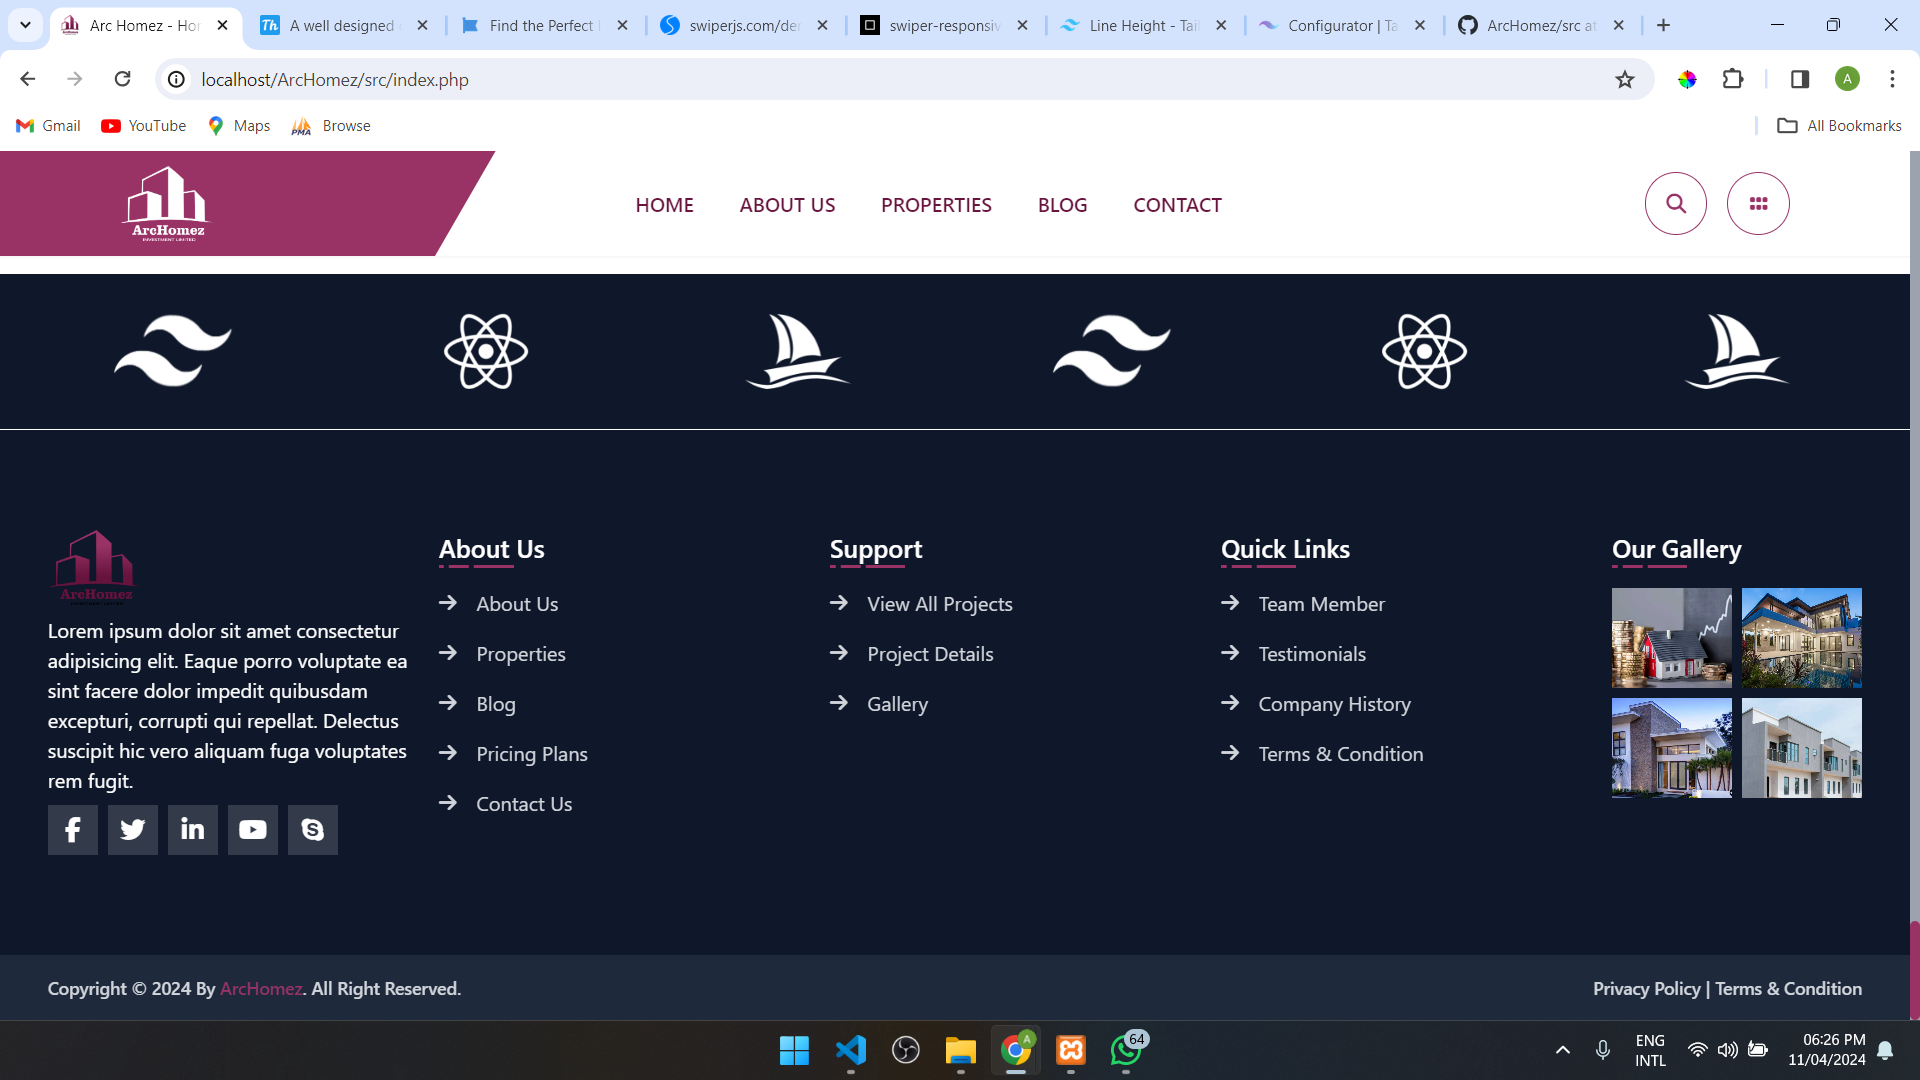 Arc Homez - Hor
A well designed
Find the Perfect
swiperjs.com/der
swiper-responsiv
Line Height - Tail
Configurator | Ta
ArcHomez/src at
localhost/ArcHomez/src/index.php
A
Gmail
YouTube
Maps
Browse
All Bookmarks
ArcHomez
INVESTMENT LIMITED
HOME
ABOUT US
PROPERTIES
BLOG
CONTACT
ArcHomez
Lorem ipsum dolor sit amet consectetur
adipisicing elit. Eaque porro voluptate ea
sint facere dolor impedit quibusdam
excepturi, corrupti qui repellat. Delectus
suscipit hic vero aliquam fuga voluptates
rem fugit.
About Us
About Us
Properties
Blog
Pricing Plans
Contact Us
Support
View All Projects
Project Details
Gallery
Quick Links
Team Member
Testimonials
Company History
Terms & Condition
Our Gallery
Copyright © 2024 By ArcHomez. All Right Reserved.
Privacy Policy | Terms & Condition
A
64
ENG
INTL
06:26 PM
11/04/2024